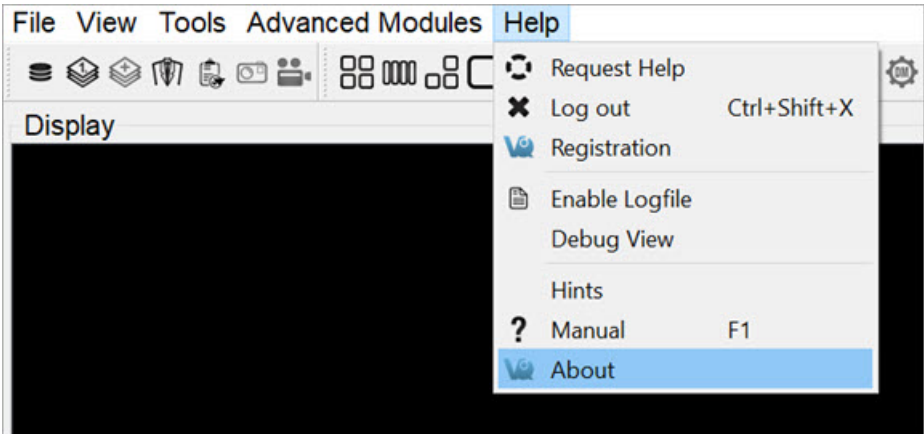 File View Tools Advanced Modules Help
Request Help
Log out Ctrl+Shift+X
Registration
Enable Logfile
Debug View
Hints
Manual F1
About
Display